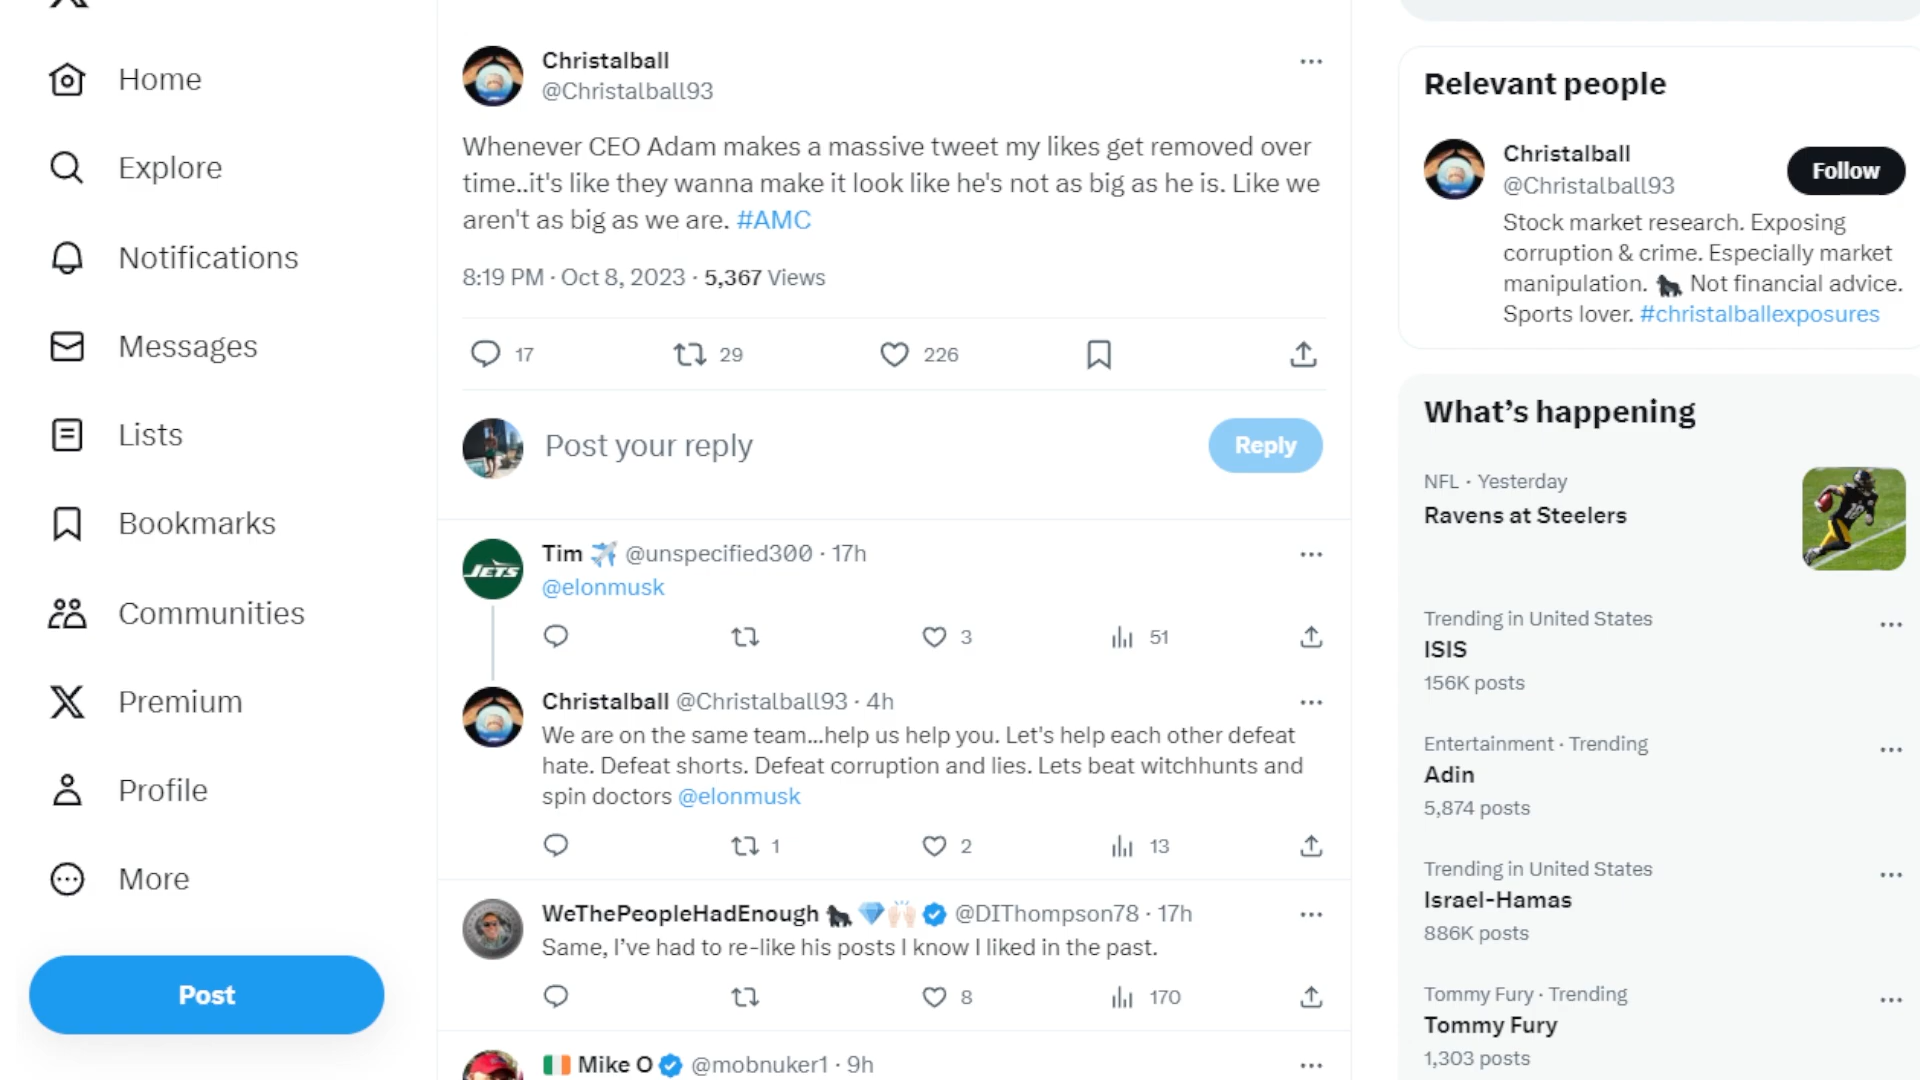 Home
Explore
Notifications
Messages
Lists
Bookmarks
Communities
Premium
Profile
More
Post
Christalball
@Christalball93
Whenever CEO Adam makes a massive tweet my likes get removed over
time..it's like they wanna make it look like he's not as big as he is. Like we
aren't as big as we are. #AMC
8:19 PM · Oct 8, 2023 · 5,367 Views
17 29 226
Post your reply
Reply
Tim ✈️ @unspecified300 · 17h
@elonmusk
3 51
Christalball @Christalball93 · 4h
We are on the same team...help us help you. Let's help each other defeat
hate. Defeat shorts. Defeat corruption and lies. Lets beat witchhunts and
spin doctors @elonmusk
1 2 13
WeThePeopleHadEnough 🦍💎🙌🏻 @DIThompson78 · 17h
Same, I've had to re-like his posts I know I liked in the past.
8 170
🇮🇪 Mike O @mobnuker1 · 9h
Relevant people
Christalball
@Christalball93
Follow
Stock market research. Exposing
corruption & crime. Especially market
manipulation. 🦍 Not financial advice.
Sports lover. #christalballexposures
What's happening
NFL · Yesterday
Ravens at Steelers
Trending in United States
ISIS
156K posts
Entertainment · Trending
Adin
5,874 posts
Trending in United States
Israel-Hamas
886K posts
Tommy Fury · Trending
Tommy Fury
1,303 posts
JETS